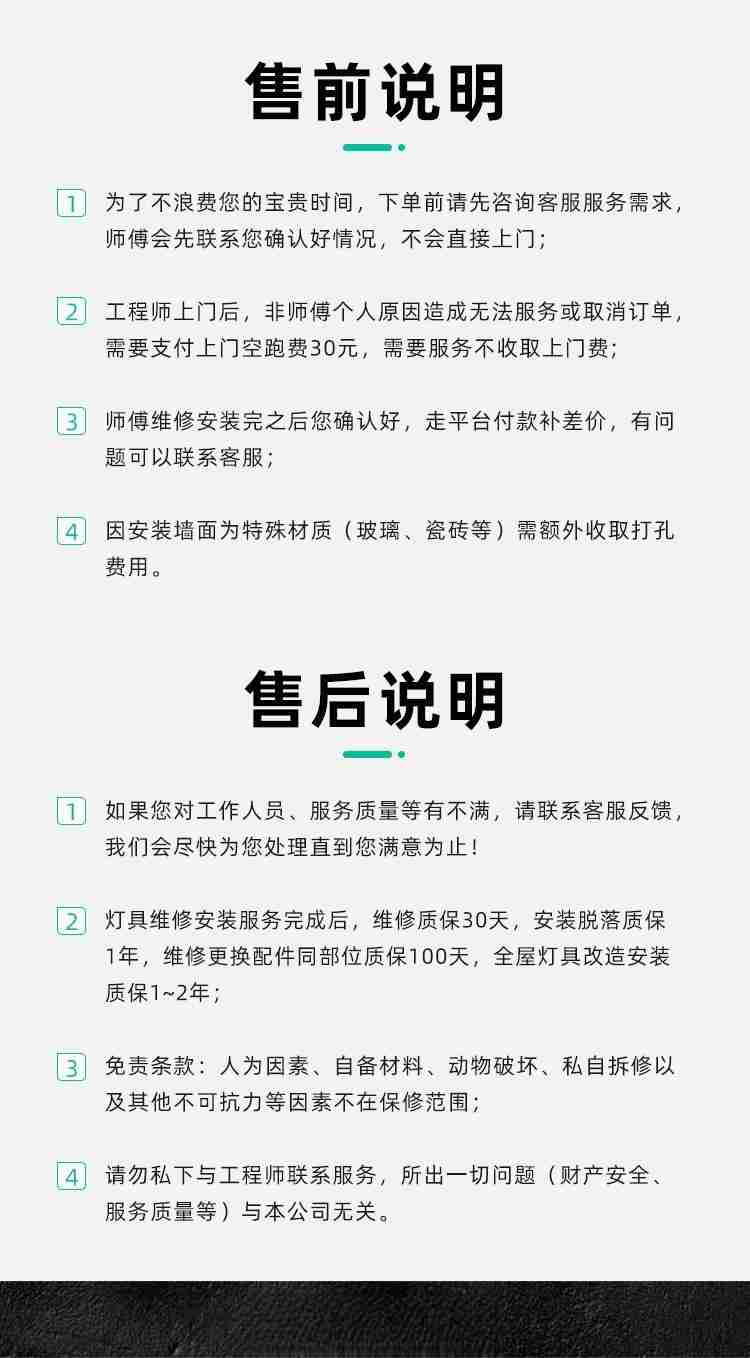 售前说明
1 为了不浪费您的宝贵时间，下单前请先咨询客服服务需求，
师傅会先联系您确认好情况，不会直接上门；
2 工程师上门后，非师傅个人原因造成无法服务或取消订单，
需要支付上门空跑费30元，需要服务不收取上门费；
3 师傅维修安装完之后您确认好，走平台付款补差价，有问
题可以联系客服；
4 因安装墙面为特殊材质（玻璃、瓷砖等）需额外收取打孔
费用。
售后说明
1 如果您对工作人员、服务质量等有不满，请联系客服反馈，
我们会尽快为您处理直到您满意为止！
2 灯具维修安装服务完成后，维修质保30天，安装脱落质保
1年，维修更换配件同部位质保100天，全屋灯具改造安装
质保1~2年；
3 免责条款：人为因素、自备材料、动物破坏、私自拆修以
及其他不可抗力等因素不在保修范围；
4 请勿私下与工程师联系服务，所出一切问题（财产安全、
服务质量等）与本公司无关。